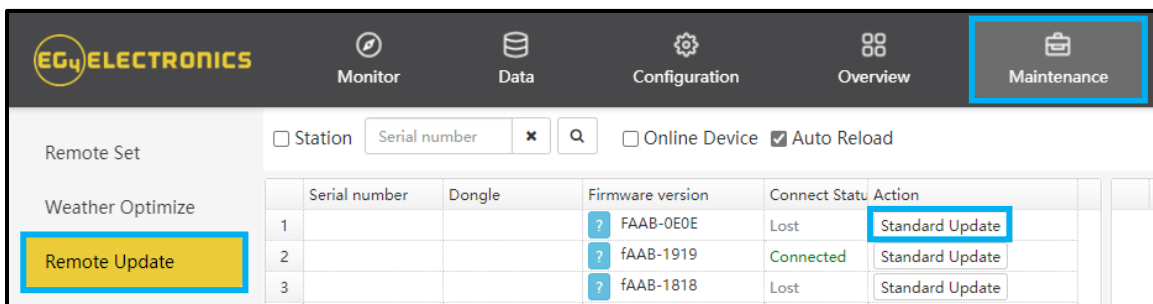 EG4 ELECTRONICS
Monitor
Data
Configuration
Overview
Maintenance
Remote Set
Weather Optimize
Remote Update
Station Serial number Online Device Auto Reload
Serial number Dongle Firmware version Connect Statu Action
1 ? FAAB-0E0E Lost Standard Update
2 ? fAAB-1919 Connected Standard Update
3 ? fAAB-1818 Lost Standard Update